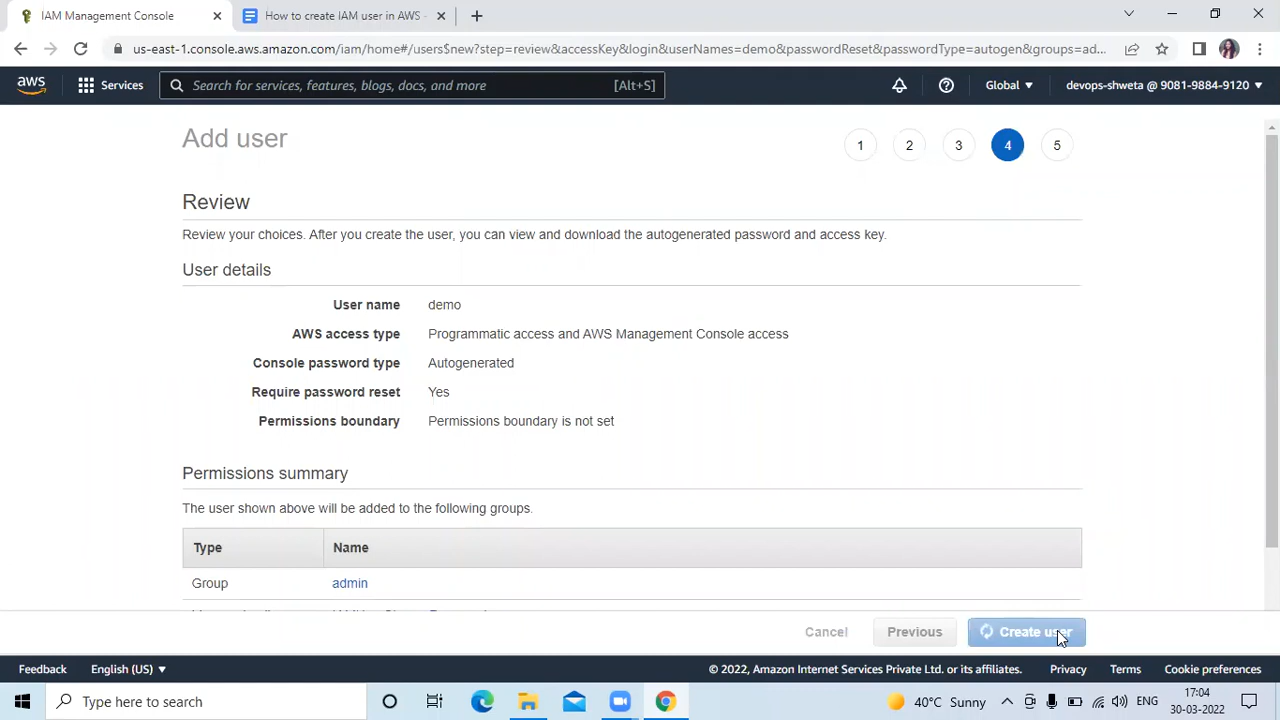 IAM Management Console
How to create IAM user in AWS -
us-east-1.console.aws.amazon.com/iam/home#/users$new?step=review&accessKey&login&userNames=demo&passwordReset&passwordType=autogen&groups=ad...
aws
Services
Search for services, features, blogs, docs, and more
[Alt+S]
Global
devops-shweta @ 9081-9884-9120
Add user
1
2
3
4
5
Review
Review your choices. After you create the user, you can view and download the autogenerated password and access key.
User details
User name demo
AWS access type Programmatic access and AWS Management Console access
Console password type Autogenerated
Require password reset Yes
Permissions boundary Permissions boundary is not set
Permissions summary
The user shown above will be added to the following groups.
Type Name
Group admin
Cancel
Previous
Create user
Feedback
English (US)
© 2022, Amazon Internet Services Private Ltd. or its affiliates.
Privacy
Terms
Cookie preferences
Type here to search
40°C Sunny
ENG
17:04
30-03-2022